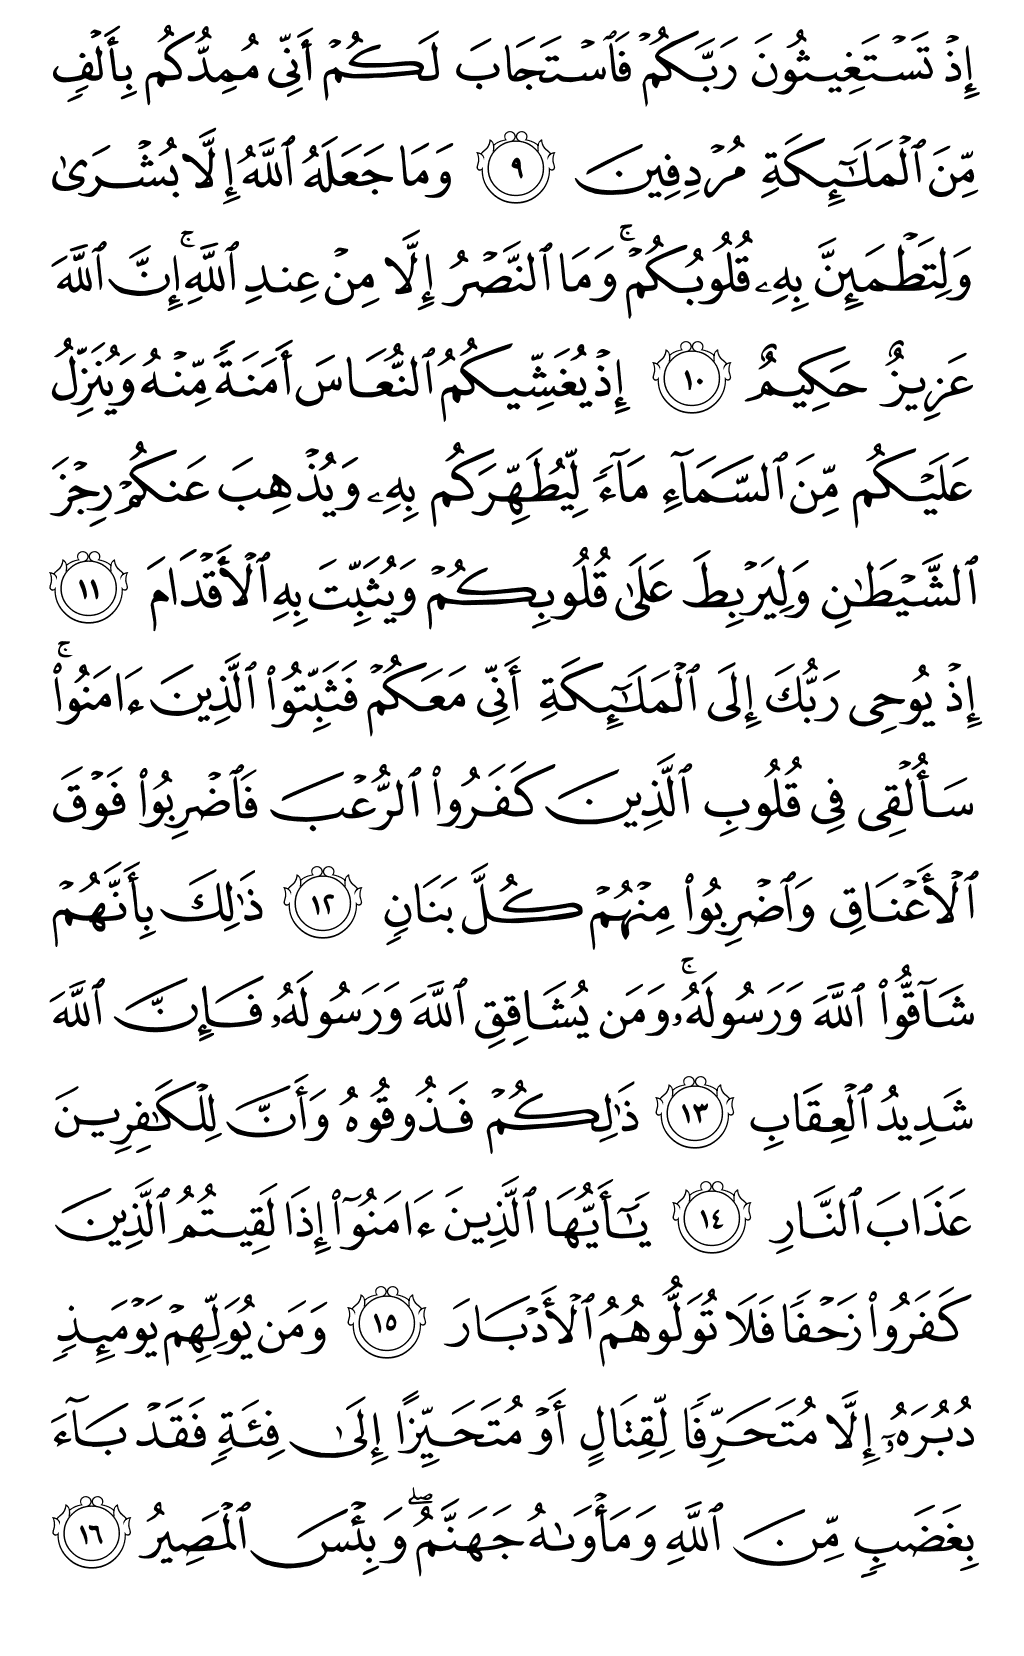 إِذۡ تَسۡتَغِيثُونَ رَبَّكُمۡ فَٱسۡتَجَابَ لَكُمۡ أَنِّي مُمِدُّكُم بِأَلۡفٖ
مِّنَ ٱلۡمَلَٰٓئِكَةِ مُرۡدِفِينَ ٩ وَمَا جَعَلَهُ ٱللَّهُ إِلَّا بُشۡرَىٰ
وَلِتَطۡمَئِنَّ بِهِۦ قُلُوبُكُمۡۚ وَمَا ٱلنَّصۡرُ إِلَّا مِنۡ عِندِ ٱللَّهِۚ إِنَّ ٱللَّهَ
عَزِيزٌ حَكِيمٌ ١٠ إِذۡ يُغَشِّيكُمُ ٱلنُّعَاسَ أَمَنَةٗ مِّنۡهُ وَيُنَزِّلُ
عَلَيۡكُم مِّنَ ٱلسَّمَآءِ مَآءٗ لِّيُطَهِّرَكُم بِهِۦ وَيُذۡهِبَ عَنكُمۡ رِجۡزَ
ٱلشَّيۡطَٰنِ وَلِيَرۡبِطَ عَلَىٰ قُلُوبِكُمۡ وَيُثَبِّتَ بِهِ ٱلۡأَقۡدَامَ ١١
إِذۡ يُوحِي رَبُّكَ إِلَى ٱلۡمَلَٰٓئِكَةِ أَنِّي مَعَكُمۡ فَثَبِّتُواْ ٱلَّذِينَ ءَامَنُواْۚ
سَأُلۡقِي فِي قُلُوبِ ٱلَّذِينَ كَفَرُواْ ٱلرُّعۡبَ فَٱضۡرِبُواْ فَوۡقَ
ٱلۡأَعۡنَاقِ وَٱضۡرِبُواْ مِنۡهُمۡ كُلَّ بَنَانٖ ١٢ ذَٰلِكَ بِأَنَّهُمۡ
شَآقُّواْ ٱللَّهَ وَرَسُولَهُۥۚ وَمَن يُشَاقِقِ ٱللَّهَ وَرَسُولَهُۥ فَإِنَّ ٱللَّهَ
شَدِيدُ ٱلۡعِقَابِ ١٣ ذَٰلِكُمۡ فَذُوقُوهُ وَأَنَّ لِلۡكَٰفِرِينَ
عَذَابَ ٱلنَّارِ ١٤ يَٰٓأَيُّهَا ٱلَّذِينَ ءَامَنُوٓاْ إِذَا لَقِيتُمُ ٱلَّذِينَ
كَفَرُواْ زَحۡفٗا فَلَا تُوَلُّوهُمُ ٱلۡأَدۡبَارَ ١٥ وَمَن يُوَلِّهِمۡ يَوۡمَئِذٖ
دُبُرَهُۥٓ إِلَّا مُتَحَرِّفٗا لِّقِتَالٍ أَوۡ مُتَحَيِّزًا إِلَىٰ فِئَةٖ فَقَدۡ بَآءَ
بِغَضَبٖ مِّنَ ٱللَّهِ وَمَأۡوَىٰهُ جَهَنَّمُۖ وَبِئۡسَ ٱلۡمَصِيرُ ١٦